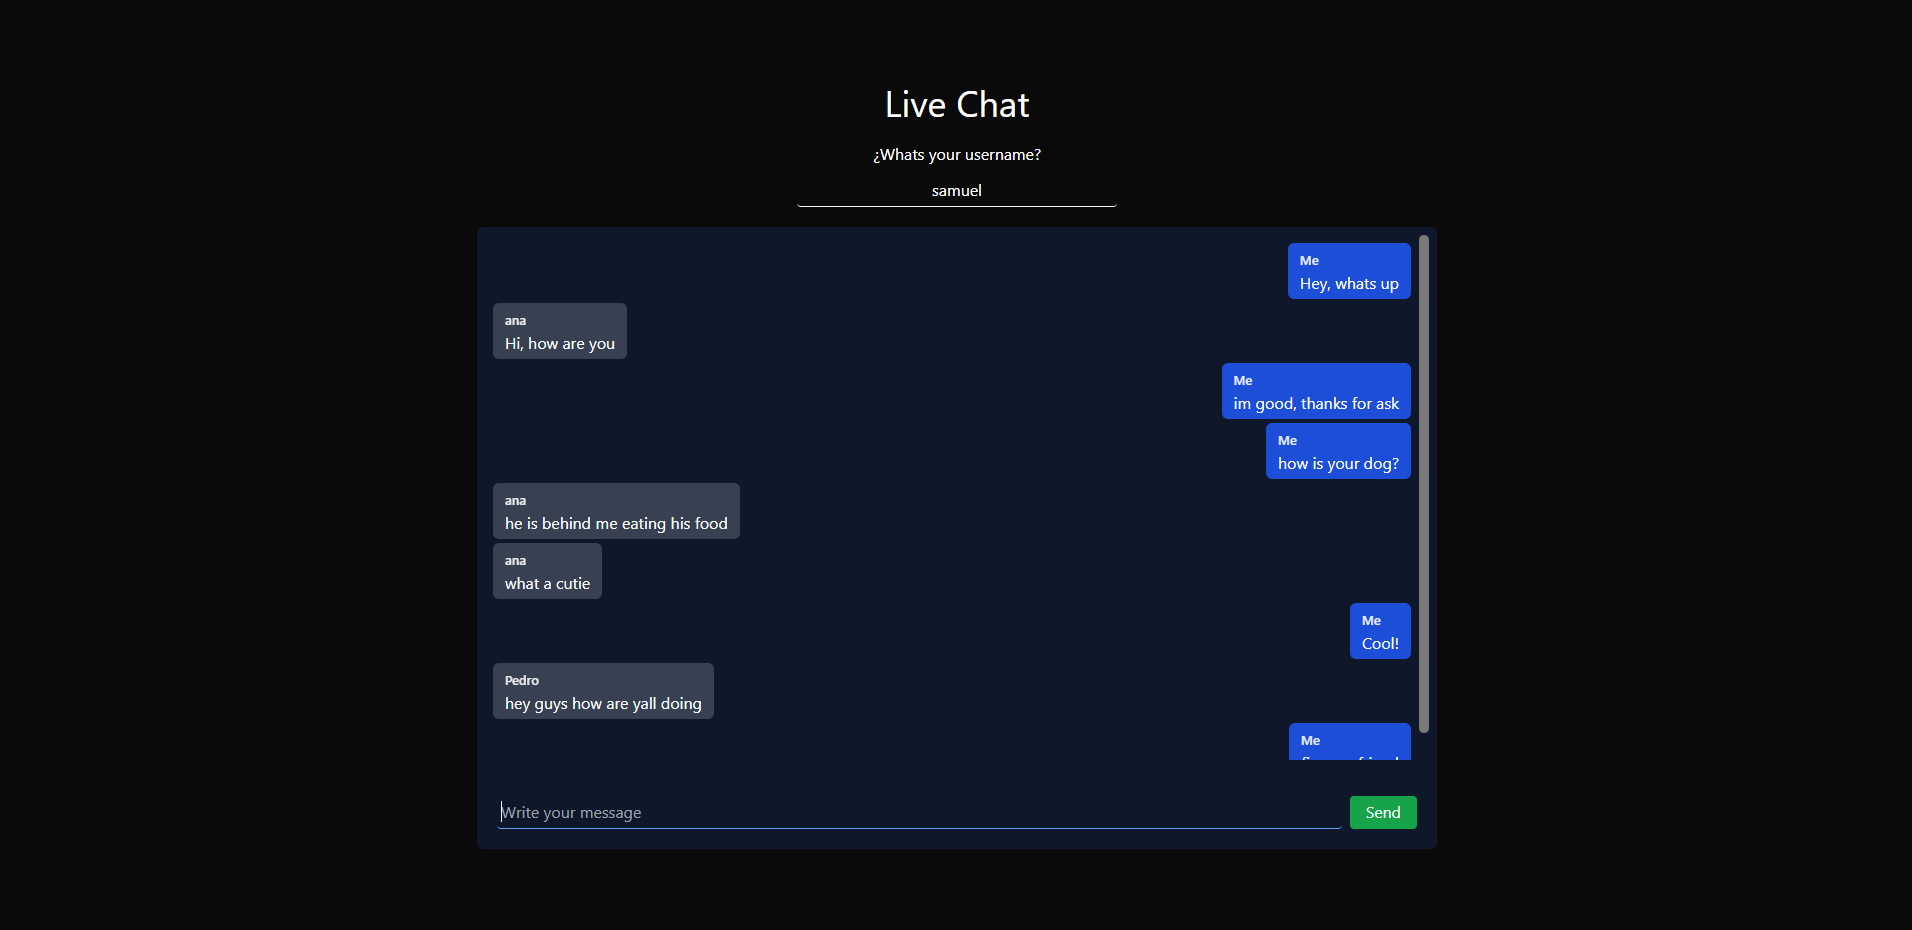 Live Chat
¿Whats your username?
samuel
Me
Hey, whats up
ana
Hi, how are you
Me
im good, thanks for ask
Me
how is your dog?
ana
he is behind me eating his food
ana
what a cutie
Me
Cool!
Pedro
hey guys how are yall doing
Me
Write your message
Send